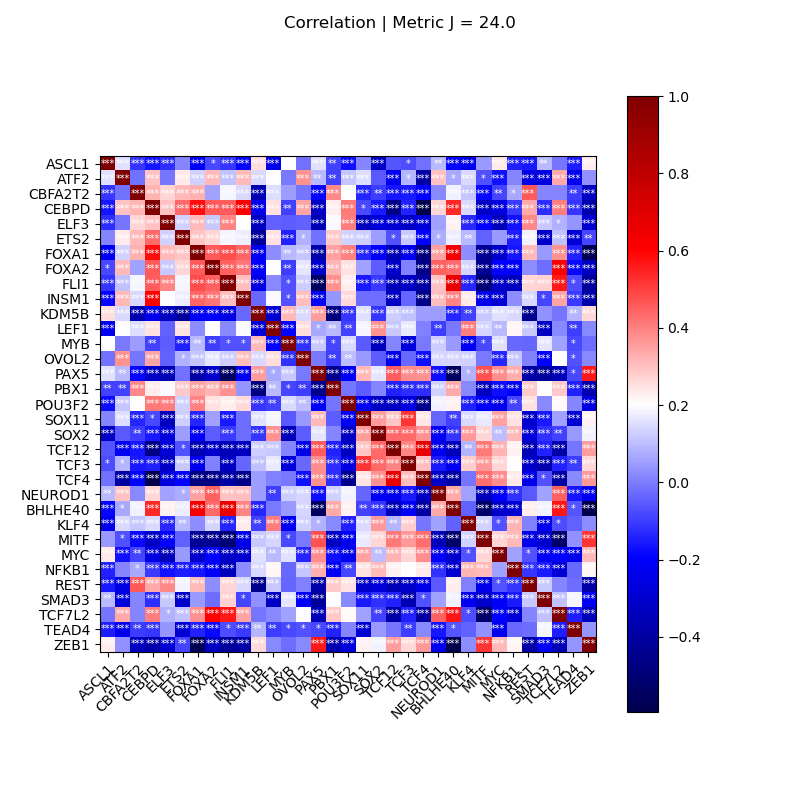 Correlation | Metric J = 24.0
ASCL1
ATF2
CBFA2T2
CEBPD
ELF3
ETS2
FOXA1
FOXA2
FLI1
INSM1
KDM5B
LEF1
MYB
OVOL2
PAX5
PBX1
POU3F2
SOX11
SOX2
TCF12
TCF3
TCF4
NEUROD1
BHLHE40
KLF4
MITF
MYC
NFKB1
REST
SMAD3
TCF7L2
TEAD4
ZEB1
ASCL1
ATF2
CBFA2T2
CEBPD
ELF3
ETS2
FOXA1
FOXA2
FLI1
INSM1
KDM5B
LEF1
MYB
OVOL2
PAX5
PBX1
POU3F2
SOX11
SOX2
TCF12
TCF3
TCF4
NEUROD1
BHLHE40
KLF4
MITF
MYC
NFKB1
REST
SMAD3
TCF7L2
TEAD4
ZEB1
1.0
0.8
0.6
0.4
0.2
0.0
−0.2
−0.4